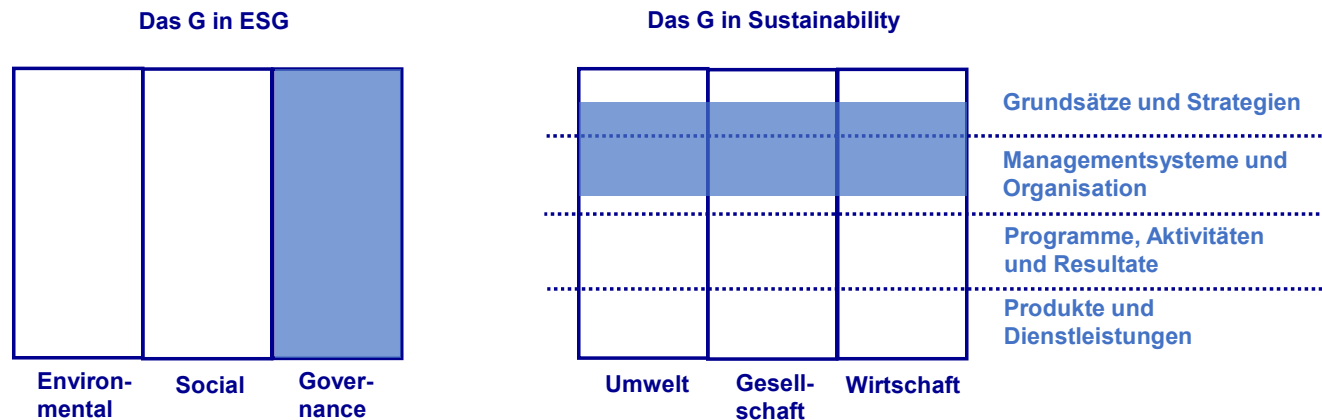 Das G in ESG
Das G in Sustainability
Grundsätze und Strategien
Managementsysteme und
Organisation
Programme, Aktivitäten
und Resultate
Produkte und
Dienstleistungen
Environ-
mental
Social
Gover-
nance
Umwelt
Gesell-
schaft
Wirtschaft